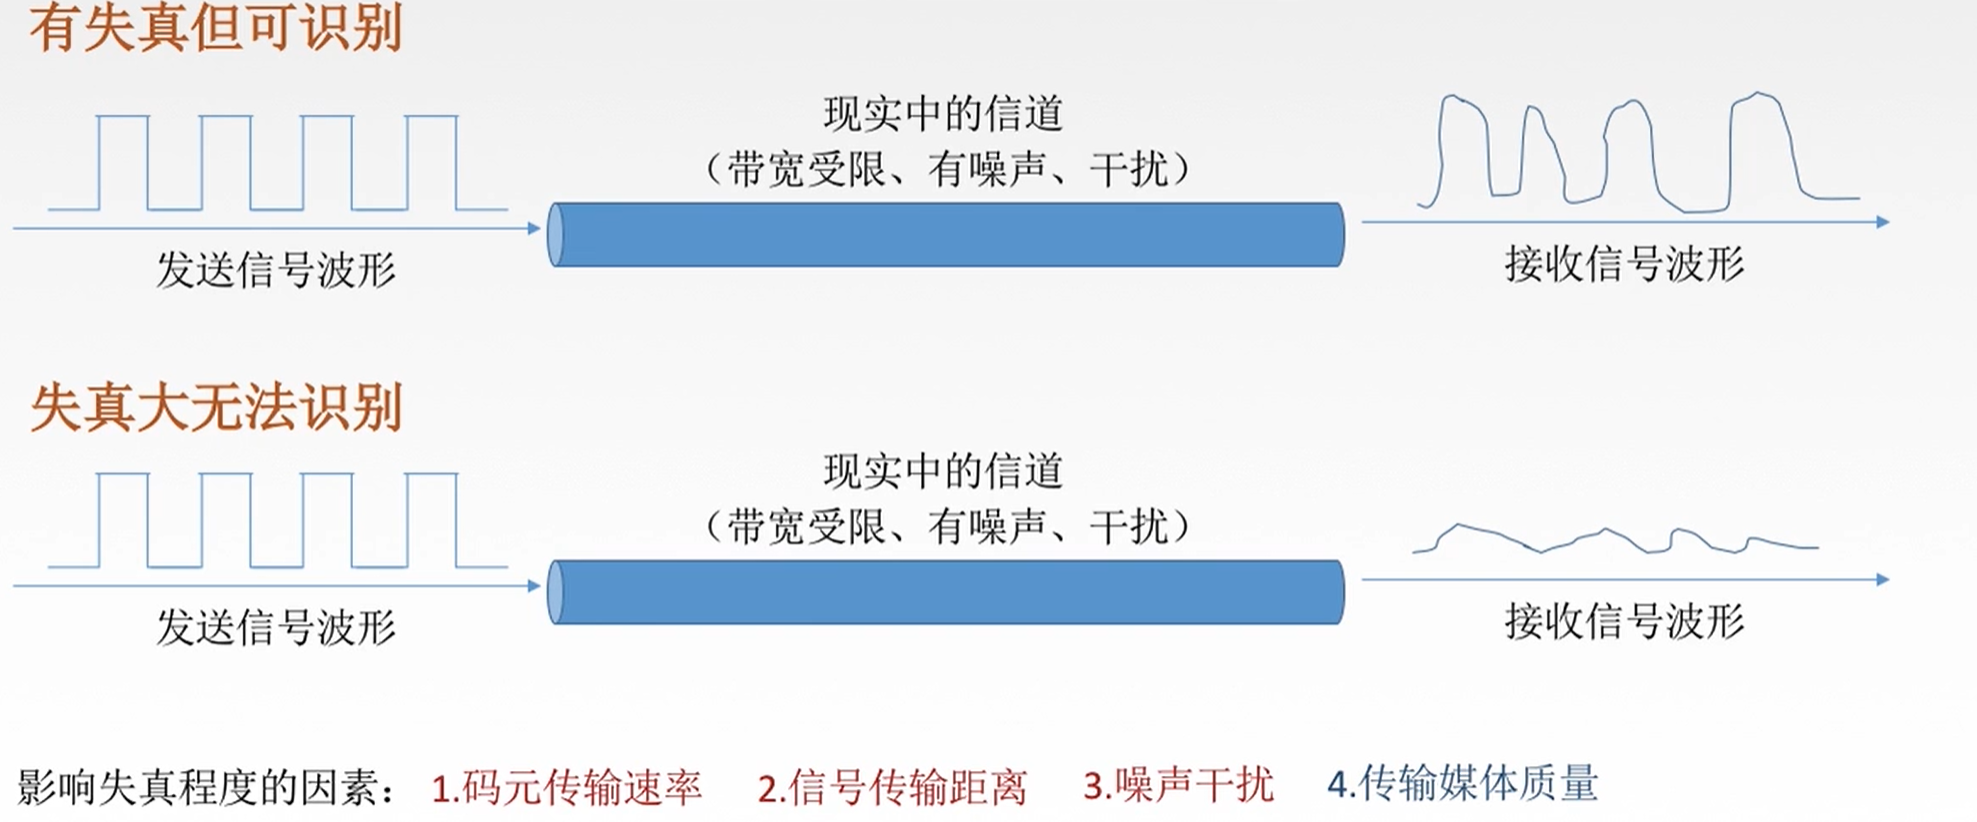 有失真但可识别
现实中的信道
（带宽受限、有噪声、干扰）
发送信号波形
接收信号波形
失真大无法识别
现实中的信道
（带宽受限、有噪声、干扰）
发送信号波形
接收信号波形
影响失真程度的因素： 1.码元传输速率 2.信号传输距离 3.噪声干扰 4.传输媒体质量